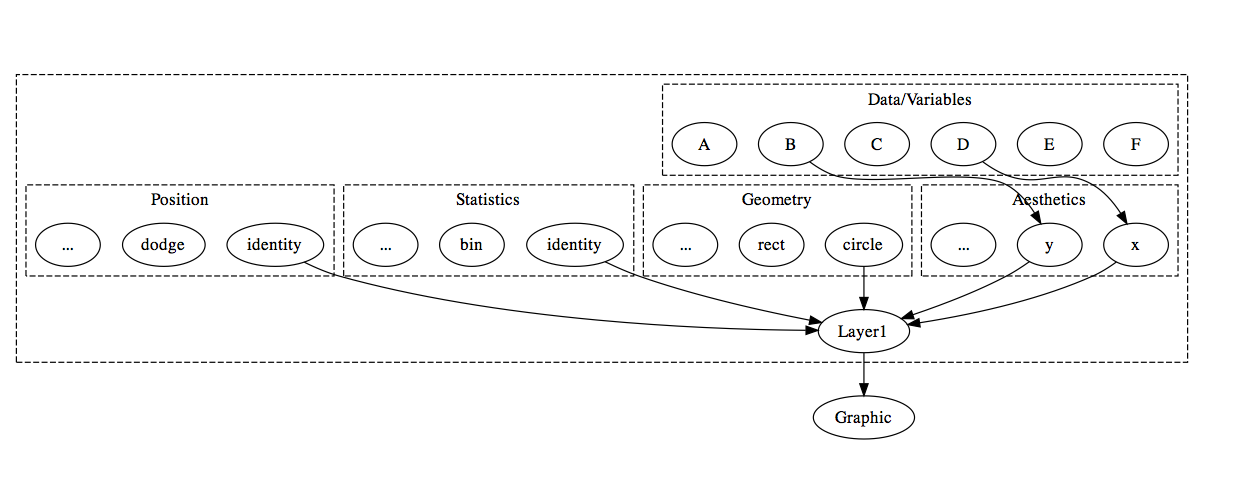 Data/Variables
A B C D E F
Position Statistics Geometry Aesthetics
... dodge identity ... bin identity ... rect circle ... y x
Layer1
Graphic